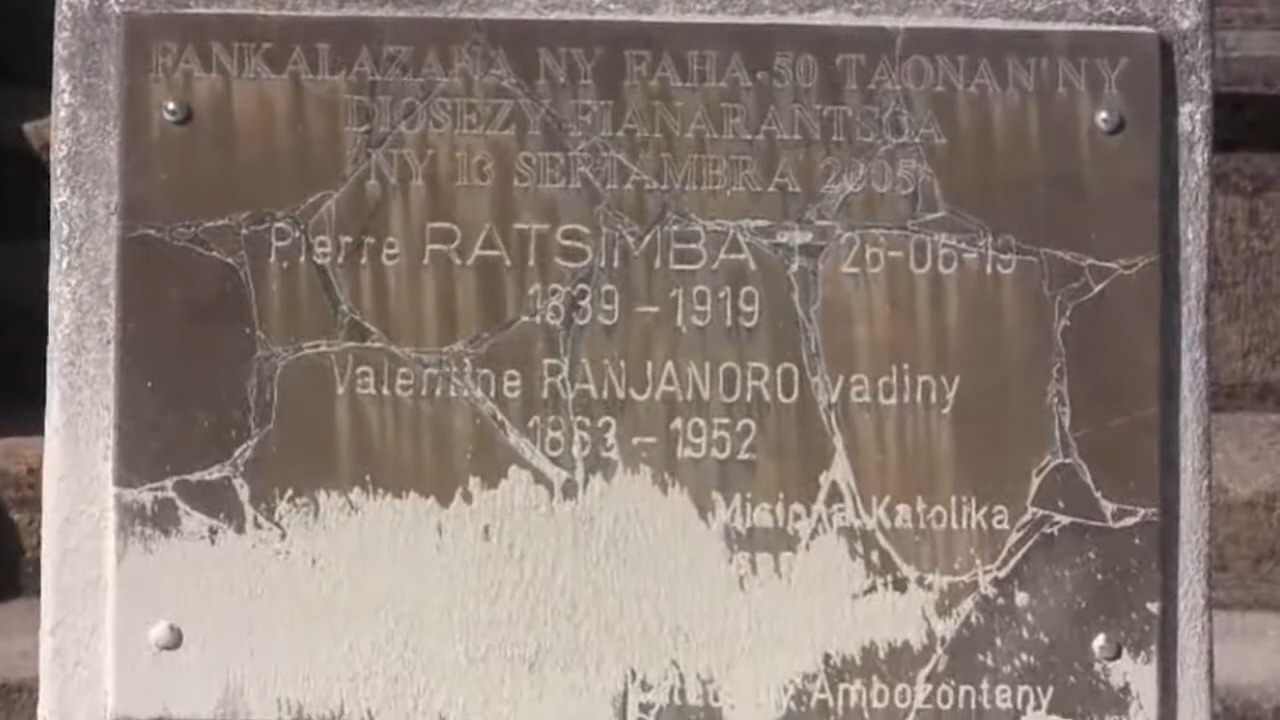 FANKALAZANA NY FAHA-50 TAONAN'NY
DIOSEZY FIANARANTSOA
NY 13 SEPTAMBRA 2005
Pierre RATSIMBA † 26-06-19
1839 - 1919
Valentine RANJANORO vadiny
1863 - 1952
Katolika
Ambozontany